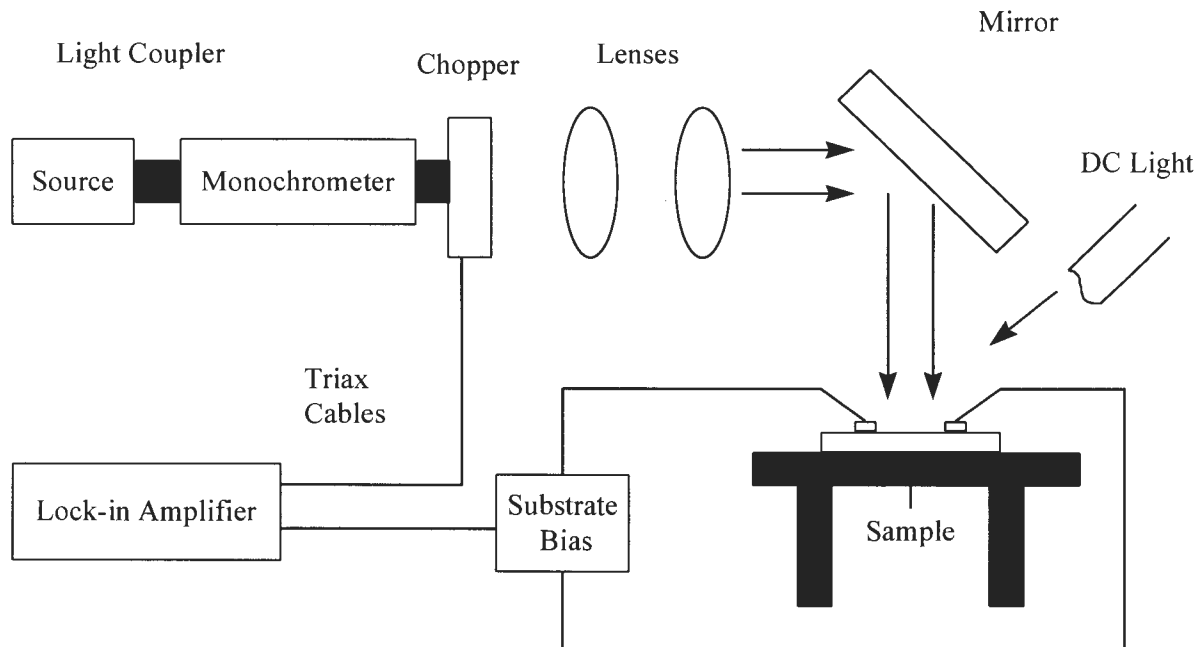 Mirror
Light Coupler
Chopper
Lenses
DC Light
Source
Monochrometer
Triax
Cables
Lock-in Amplifier
Substrate
Bias
Sample